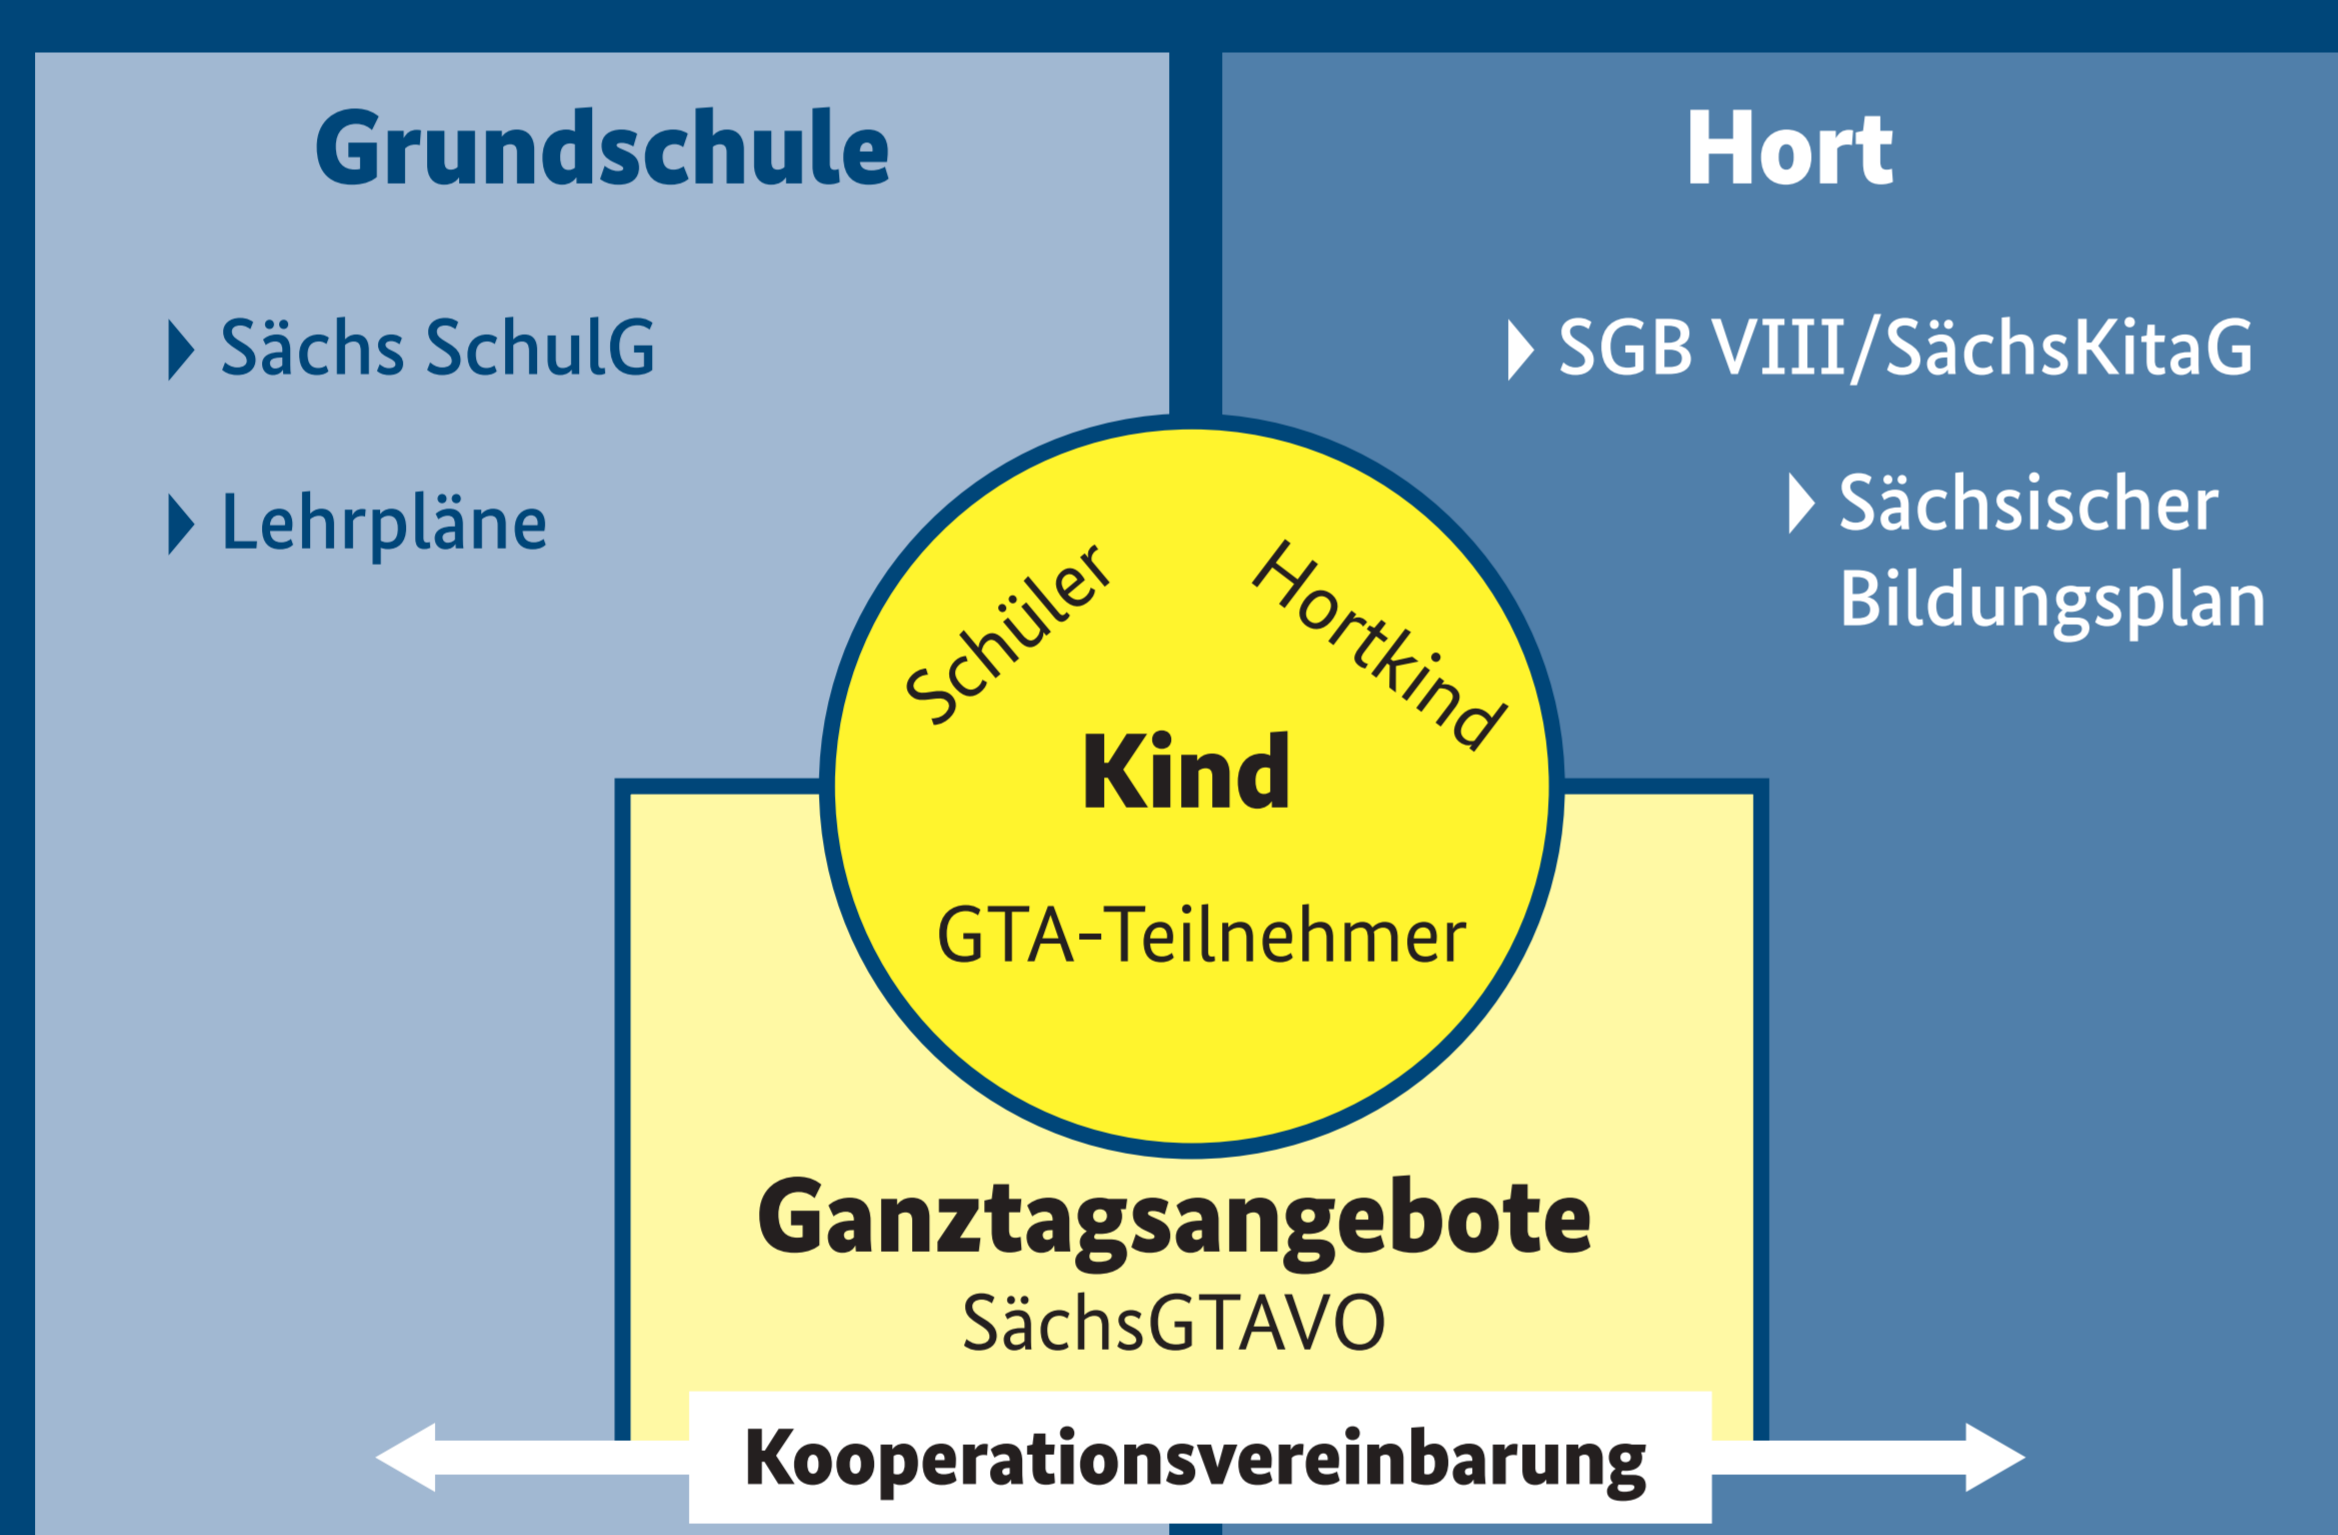 Grundschule
Sächs SchulG
Lehrpläne
Hort
SGB VIII/SächsKitaG
Sächsischer
Bildungsplan
Schüler
Hortkind
Kind
GTA-Teilnehmer
Ganztagsangebote
SächsGTAVO
Kooperationsvereinbarung